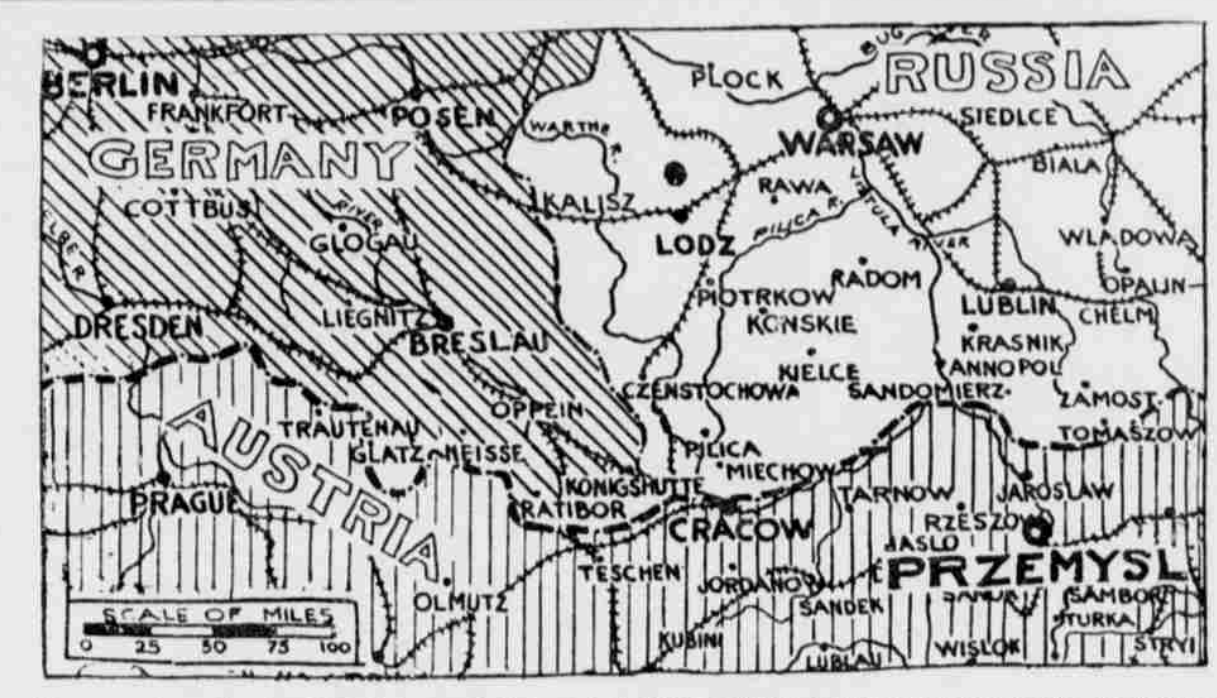 BUG
RUSSIA
BERLIN
PLOCK
FRANKFORT
POSEN
SIEDLCE
WARTHE R.
WARSAW
GERMANY
BIALA
KALISZ
RAWA
COTTBUS
RIVER
PILICA R.
RIVER
ELBE R
GLOGAU
LODZ
WLADOWA
RADOM
PIOTRKOW
LUBLIN
OPALIN
DRESDEN
LIEGNITZ
KONSKIE
CHELM
BRESLAU
KRASNIK
KIELCE
ANNOPOL
CZENSTOCHOWA
SANDOMIERZ
ZAMOST
OPPEIN
TRAUTENAU
TOMASZOW
AUSTRIA
GLATZ
NEISSE
PILICA
MIECHOW
KONIGSHUTTE
TARNOW
JAROSLAW
PRAGUE
RATIBOR
CRACOW
RZESZOW
JASLO
PRZEMYSL
TESCHEN
JORDANO
OLMUTZ
SANDEK
SAMBOR
TURKA
SCALE OF MILES
0 25 50 75 100
KUBINI
LUBLAU
WISLOK
STRYI